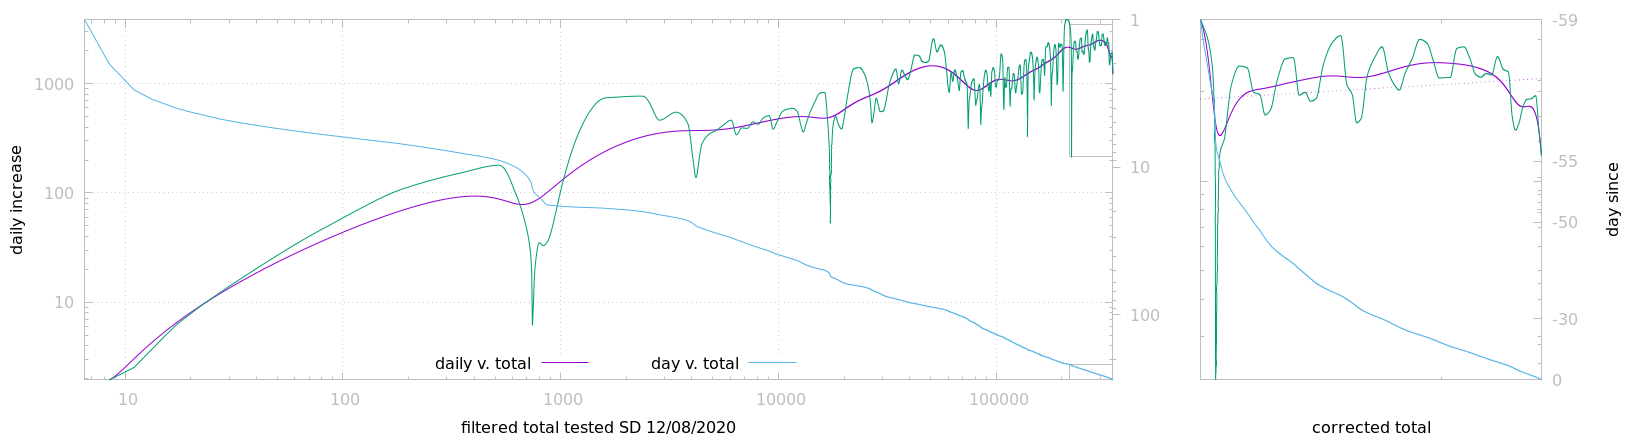 daily increase
1000
100
10
daily v. total
day v. total
10
100
1000
10000
100000
filtered total tested SD 12/08/2020
1
10
100
corrected total
-59
-55
-50
-30
0
day since